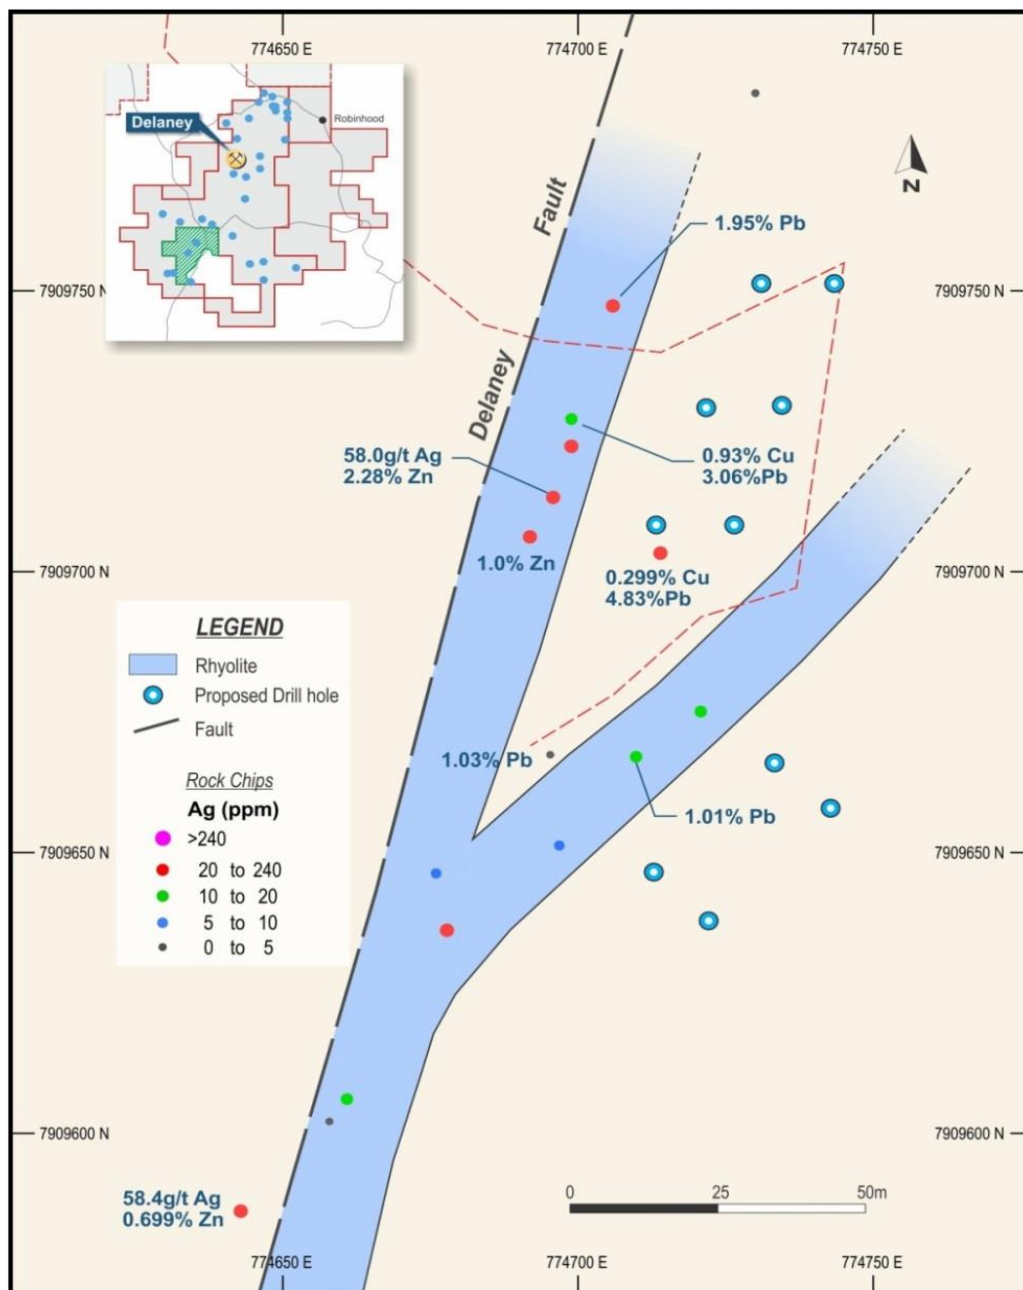 774650 E
774700 E
774750 E
Delaney
Robinhood
Fault
1.95% Pb
7909750 N
7909750 N
Delaney
58.0g/t Ag
2.28% Zn
0.93% Cu
3.06%Pb
1.0% Zn
0.299% Cu
4.83%Pb
7909700 N
7909700 N
LEGEND
Rhyolite
Proposed Drill hole
Fault
Rock Chips
Ag (ppm)
>240
20 to 240
10 to 20
5 to 10
0 to 5
1.03% Pb
1.01% Pb
7909650 N
7909650 N
7909600 N
7909600 N
58.4g/t Ag
0.699% Zn
0 25 50m
774650 E
774700 E
774750 E
N